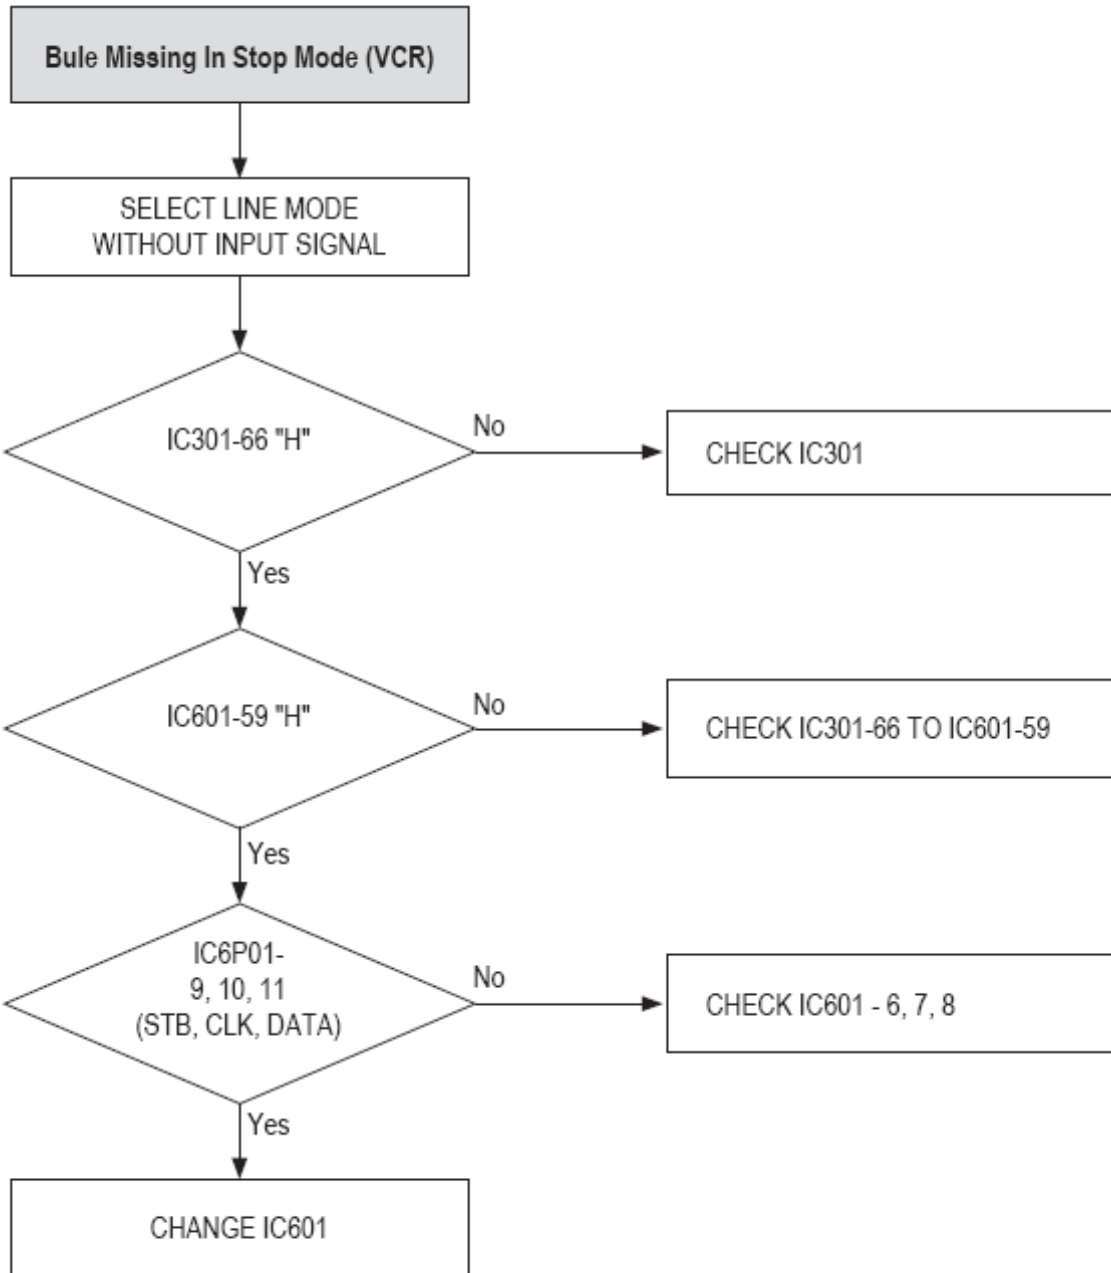 Bule Missing In Stop Mode (VCR)
SELECT LINE MODE
WITHOUT INPUT SIGNAL
IC301-66 "H"
No
CHECK IC301
Yes
IC601-59 "H"
No
CHECK IC301-66 TO IC601-59
Yes
IC6P01-
9, 10, 11
(STB, CLK, DATA)
No
CHECK IC601 - 6, 7, 8
Yes
CHANGE IC601